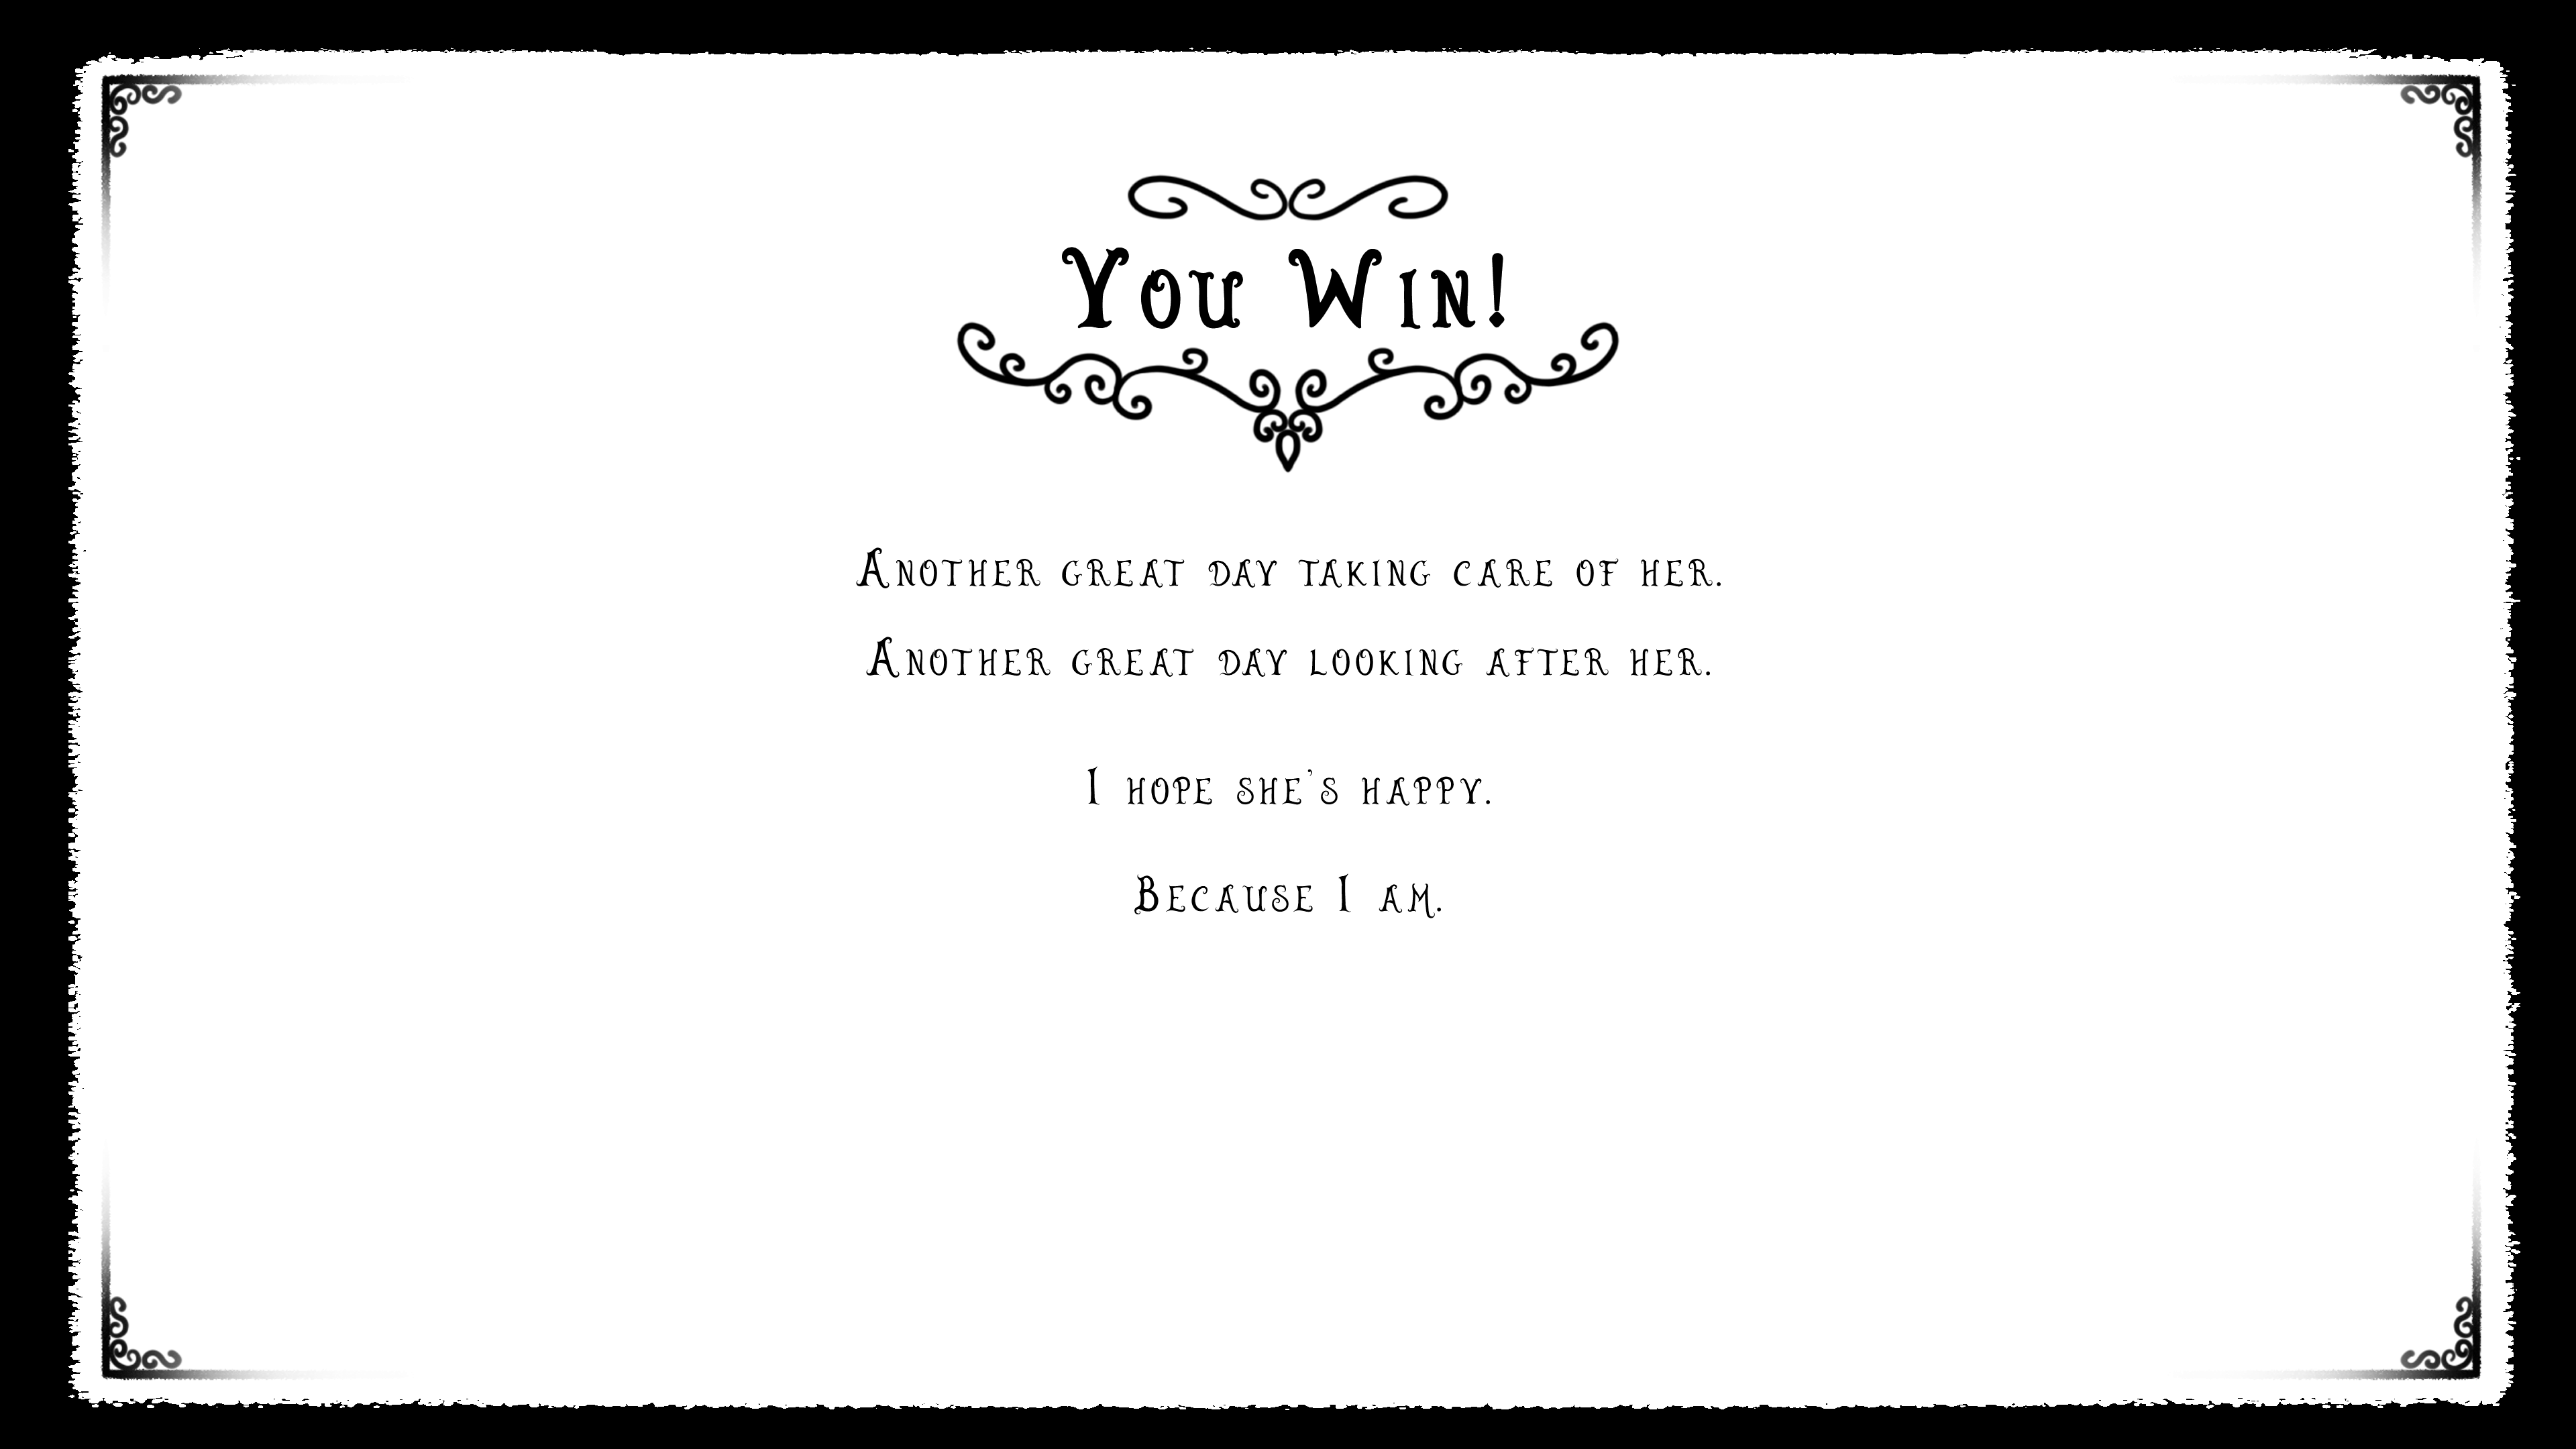 You Win!
Another great day taking care of her.
Another great day looking after her.
I hope she's happy.
Because I am.